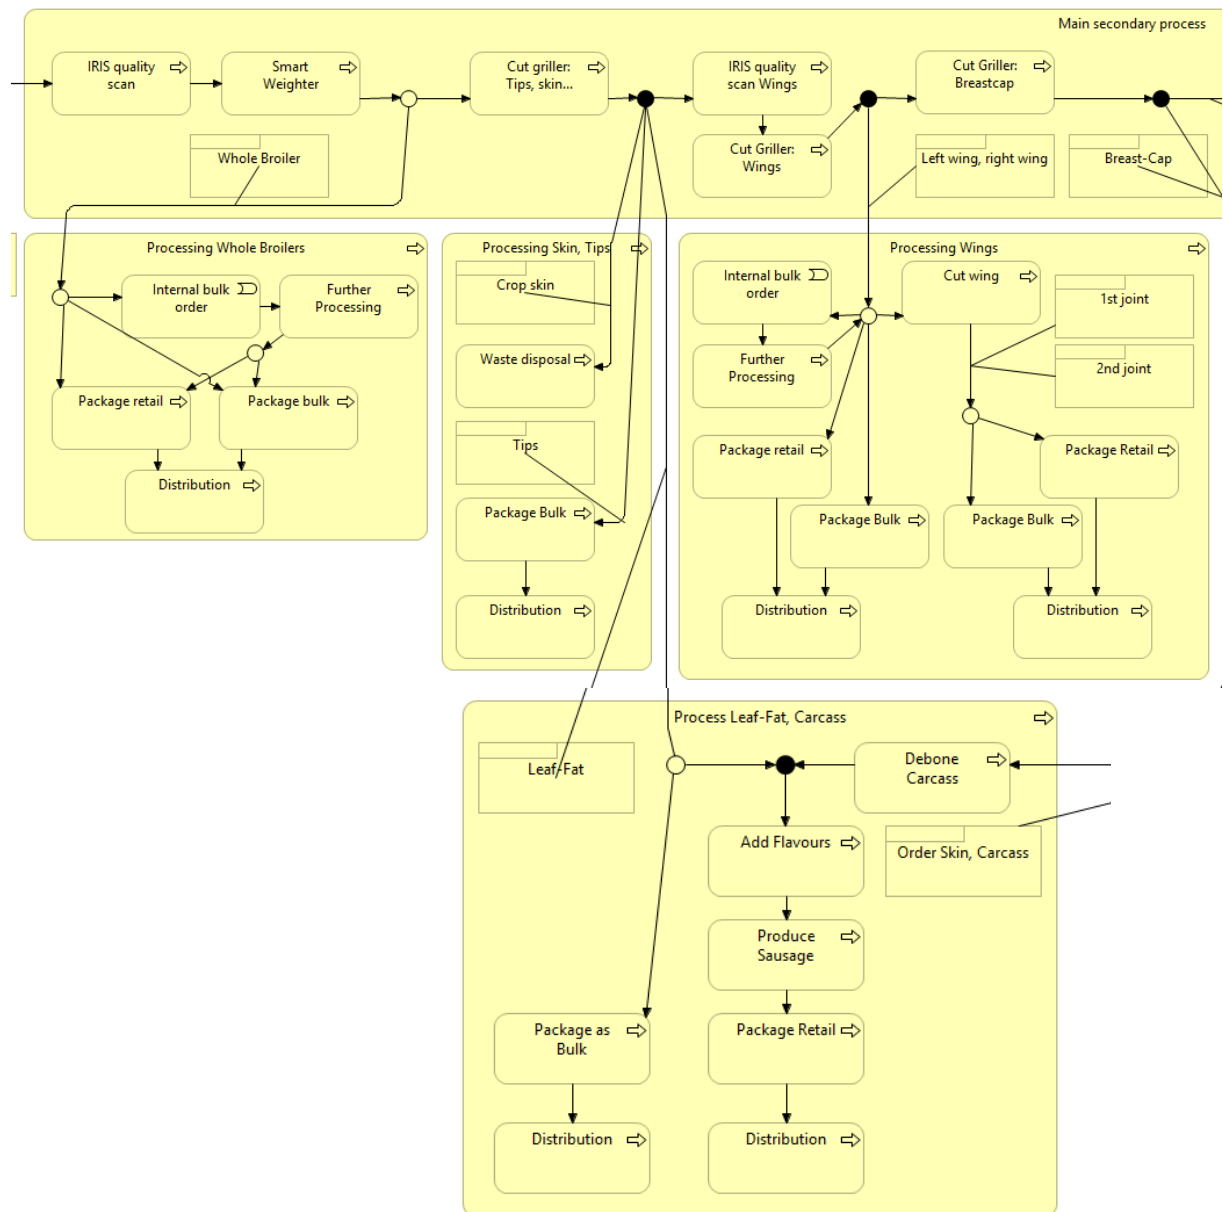 Main secondary process
IRIS quality
scan
Smart
Weighter
Cut griller:
Tips, skin...
IRIS quality
scan Wings
Cut Griller:
Breastcap
Whole Broiler
Cut Griller:
Wings
Left wing, right wing
Breast-Cap
Processing Whole Broilers
Internal bulk
order
Further
Processing
Package retail
Package bulk
Distribution
Processing Skin, Tips
Crop skin
Waste disposal
Tips
Package Bulk
Distribution
Processing Wings
Internal bulk
order
Cut wing
1st joint
Further
Processing
2nd joint
Package retail
Package Retail
Package Bulk
Package Bulk
Distribution
Distribution
Process Leaf-Fat, Carcass
Leaf-Fat
Debone
Carcass
Add Flavours
Order Skin, Carcass
Produce
Sausage
Package as
Bulk
Package Retail
Distribution
Distribution